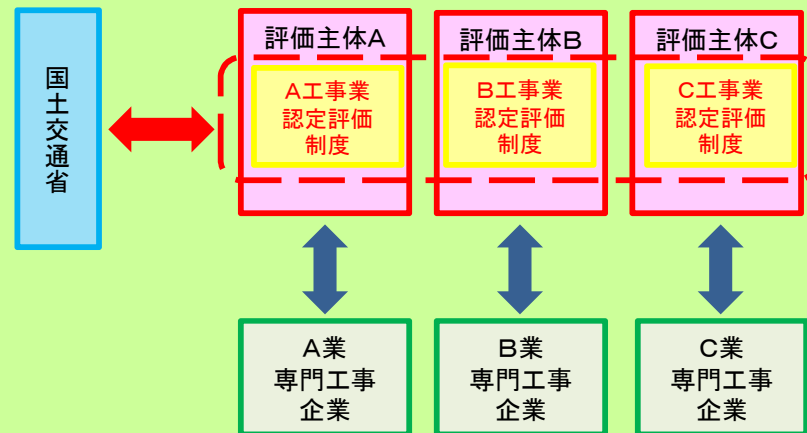 国土交通省
評価主体A
A工事業
認定評価
制度
評価主体B
B工事業
認定評価
制度
評価主体C
C工事業
認定評価
制度
A業
専門工事
企業
B業
専門工事
企業
C業
専門工事
企業